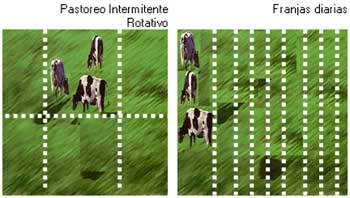 Pastoreo Intermitente
Rotativo
Franjas diarias